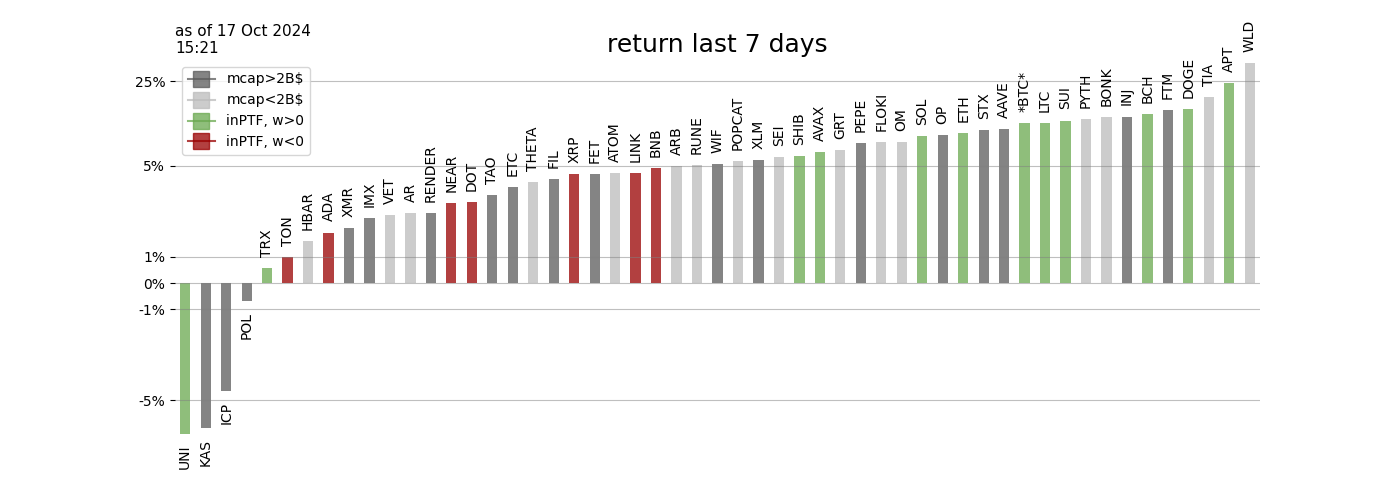 as of 17 Oct 2024
15:21
return last 7 days
mcap>2B$
mcap<2B$
inPTF, w>0
inPTF, w<0
25%
5%
1%
0%
-1%
-5%
UNI
KAS
ICP
POL
TRX
TON
HBAR
ADA
XMR
IMX
VET
AR
RENDER
NEAR
DOT
TAO
ETC
THETA
FIL
XRP
FET
ATOM
LINK
BNB
ARB
RUNE
WIF
POPCAT
XLM
SEI
SHIB
AVAX
GRT
PEPE
FLOKI
OM
SOL
OP
ETH
STX
AAVE
*BTC*
LTC
SUI
PYTH
BONK
INJ
BCH
FTM
DOGE
TIA
APT
WLD